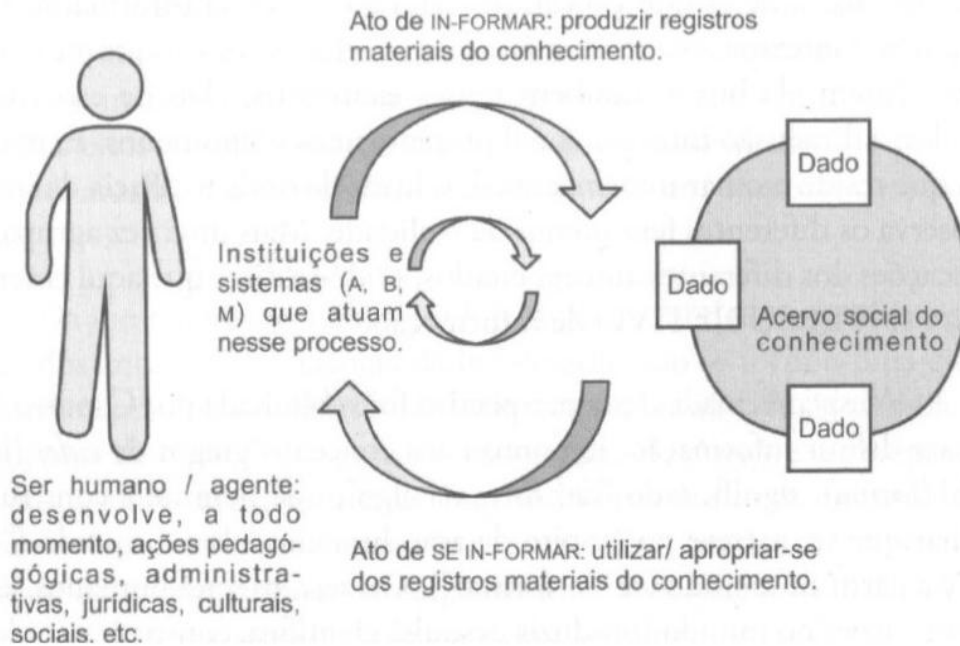 Ato de IN-FORMAR: produzir registros
materiais do conhecimento.
Dado
Instituições e
sistemas (A, B,
M) que atuam
nesse processo.
Dado
Acervo social do
conhecimento
Dado
Ser humano / agente:
desenvolve, a todo
momento, ações pedagó-
gógicas, administra-
tivas, jurídicas, culturais,
sociais, etc.
Ato de SE IN-FORMAR: utilizar/ apropriar-se
dos registros materiais do conhecimento.